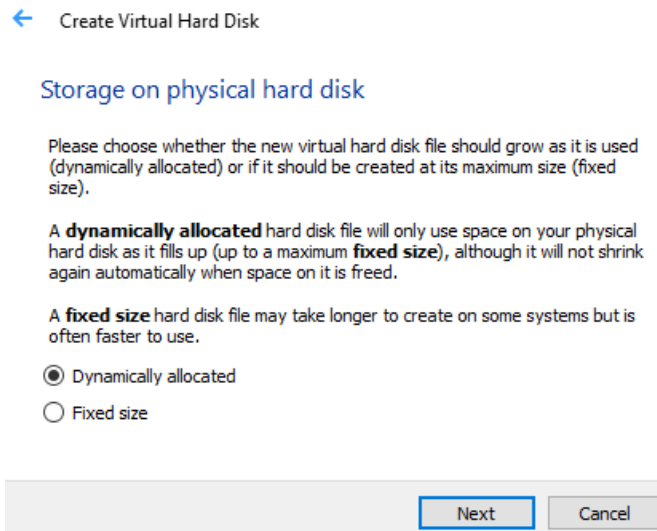 Create Virtual Hard Disk
Storage on physical hard disk
Please choose whether the new virtual hard disk file should grow as it is used
(dynamically allocated) or if it should be created at its maximum size (fixed
size).
A dynamically allocated hard disk file will only use space on your physical
hard disk as it fills up (up to a maximum fixed size), although it will not shrink
again automatically when space on it is freed.
A fixed size hard disk file may take longer to create on some systems but is
often faster to use.
Dynamically allocated
Fixed size
Next Cancel